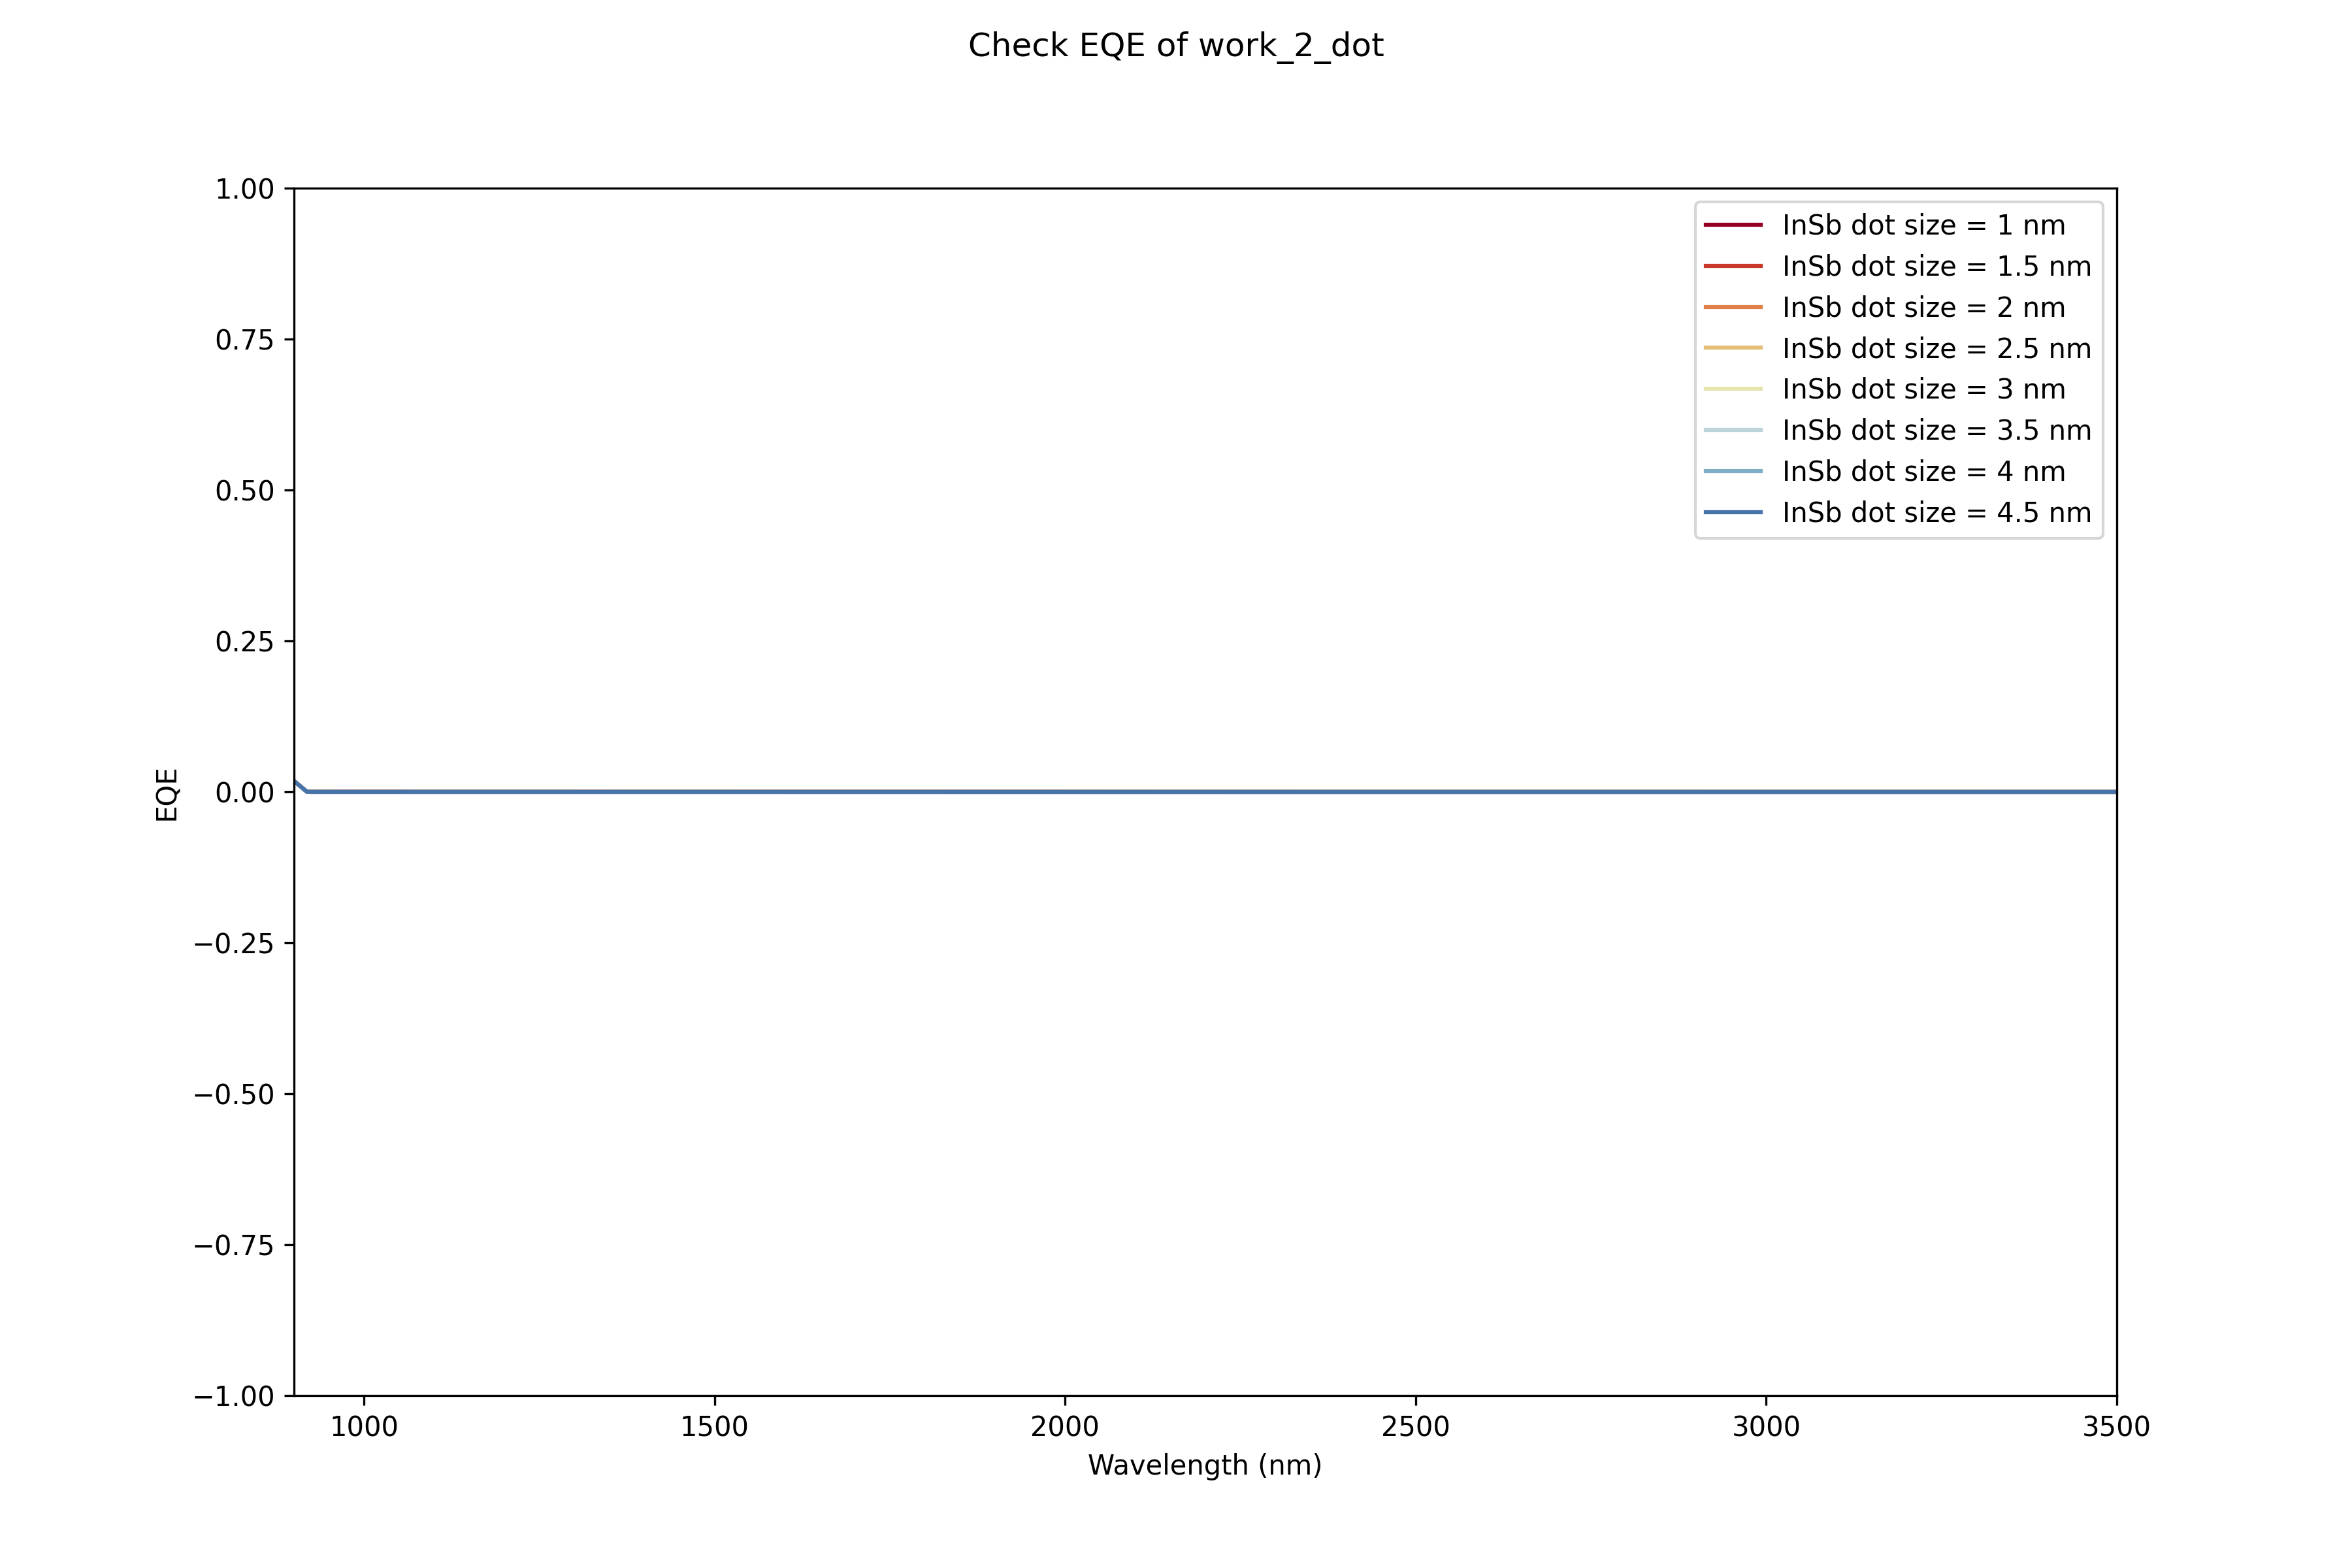 Check EQE of work_2_dot
1.00
0.75
0.50
0.25
0.00
−0.25
−0.50
−0.75
−1.00
EQE
InSb dot size = 1 nm
InSb dot size = 1.5 nm
InSb dot size = 2 nm
InSb dot size = 2.5 nm
InSb dot size = 3 nm
InSb dot size = 3.5 nm
InSb dot size = 4 nm
InSb dot size = 4.5 nm
1000 1500 2000 2500 3000 3500
Wavelength (nm)